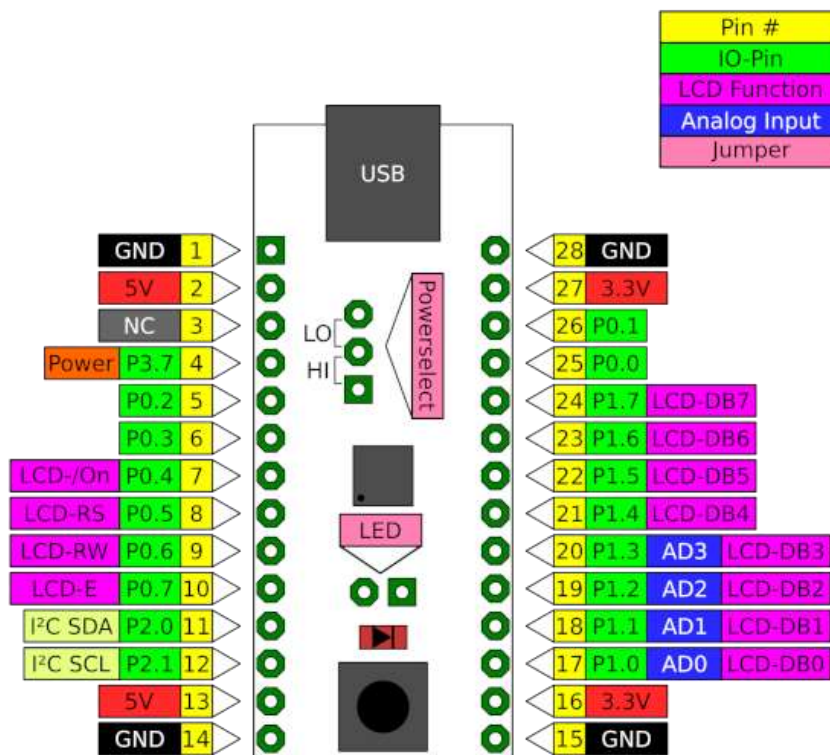 Pin #
IO-Pin
LCD Function
Analog Input
Jumper
USB
GND 1
5V 2
NC 3
Power P3.7 4
P0.2 5
P0.3 6
LCD-/On P0.4 7
LCD-RS P0.5 8
LCD-RW P0.6 9
LCD-E P0.7 10
I²C SDA P2.0 11
I²C SCL P2.1 12
5V 13
GND 14
LO
HI
Powerselect
LED
28 GND
27 3.3V
26 P0.1
25 P0.0
24 P1.7 LCD-DB7
23 P1.6 LCD-DB6
22 P1.5 LCD-DB5
21 P1.4 LCD-DB4
20 P1.3 AD3 LCD-DB3
19 P1.2 AD2 LCD-DB2
18 P1.1 AD1 LCD-DB1
17 P1.0 AD0 LCD-DB0
16 3.3V
15 GND